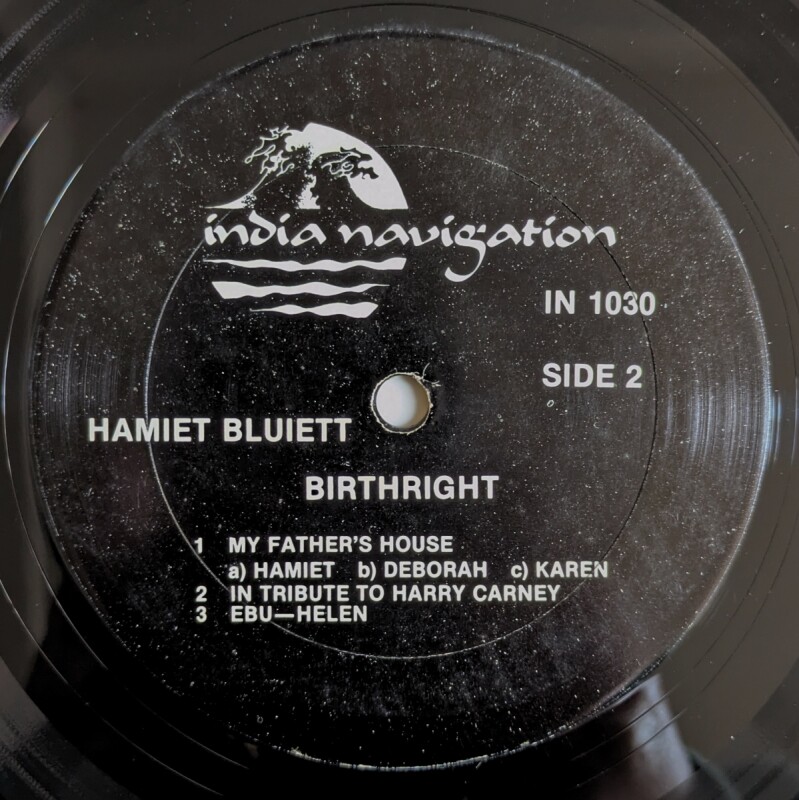 india navigation
IN 1030
SIDE 2
HAMIET BLUIETT
BIRTHRIGHT
1 MY FATHER'S HOUSE
a) HAMIET b) DEBORAH c) KAREN
2 IN TRIBUTE TO HARRY CARNEY
3 EBU—HELEN